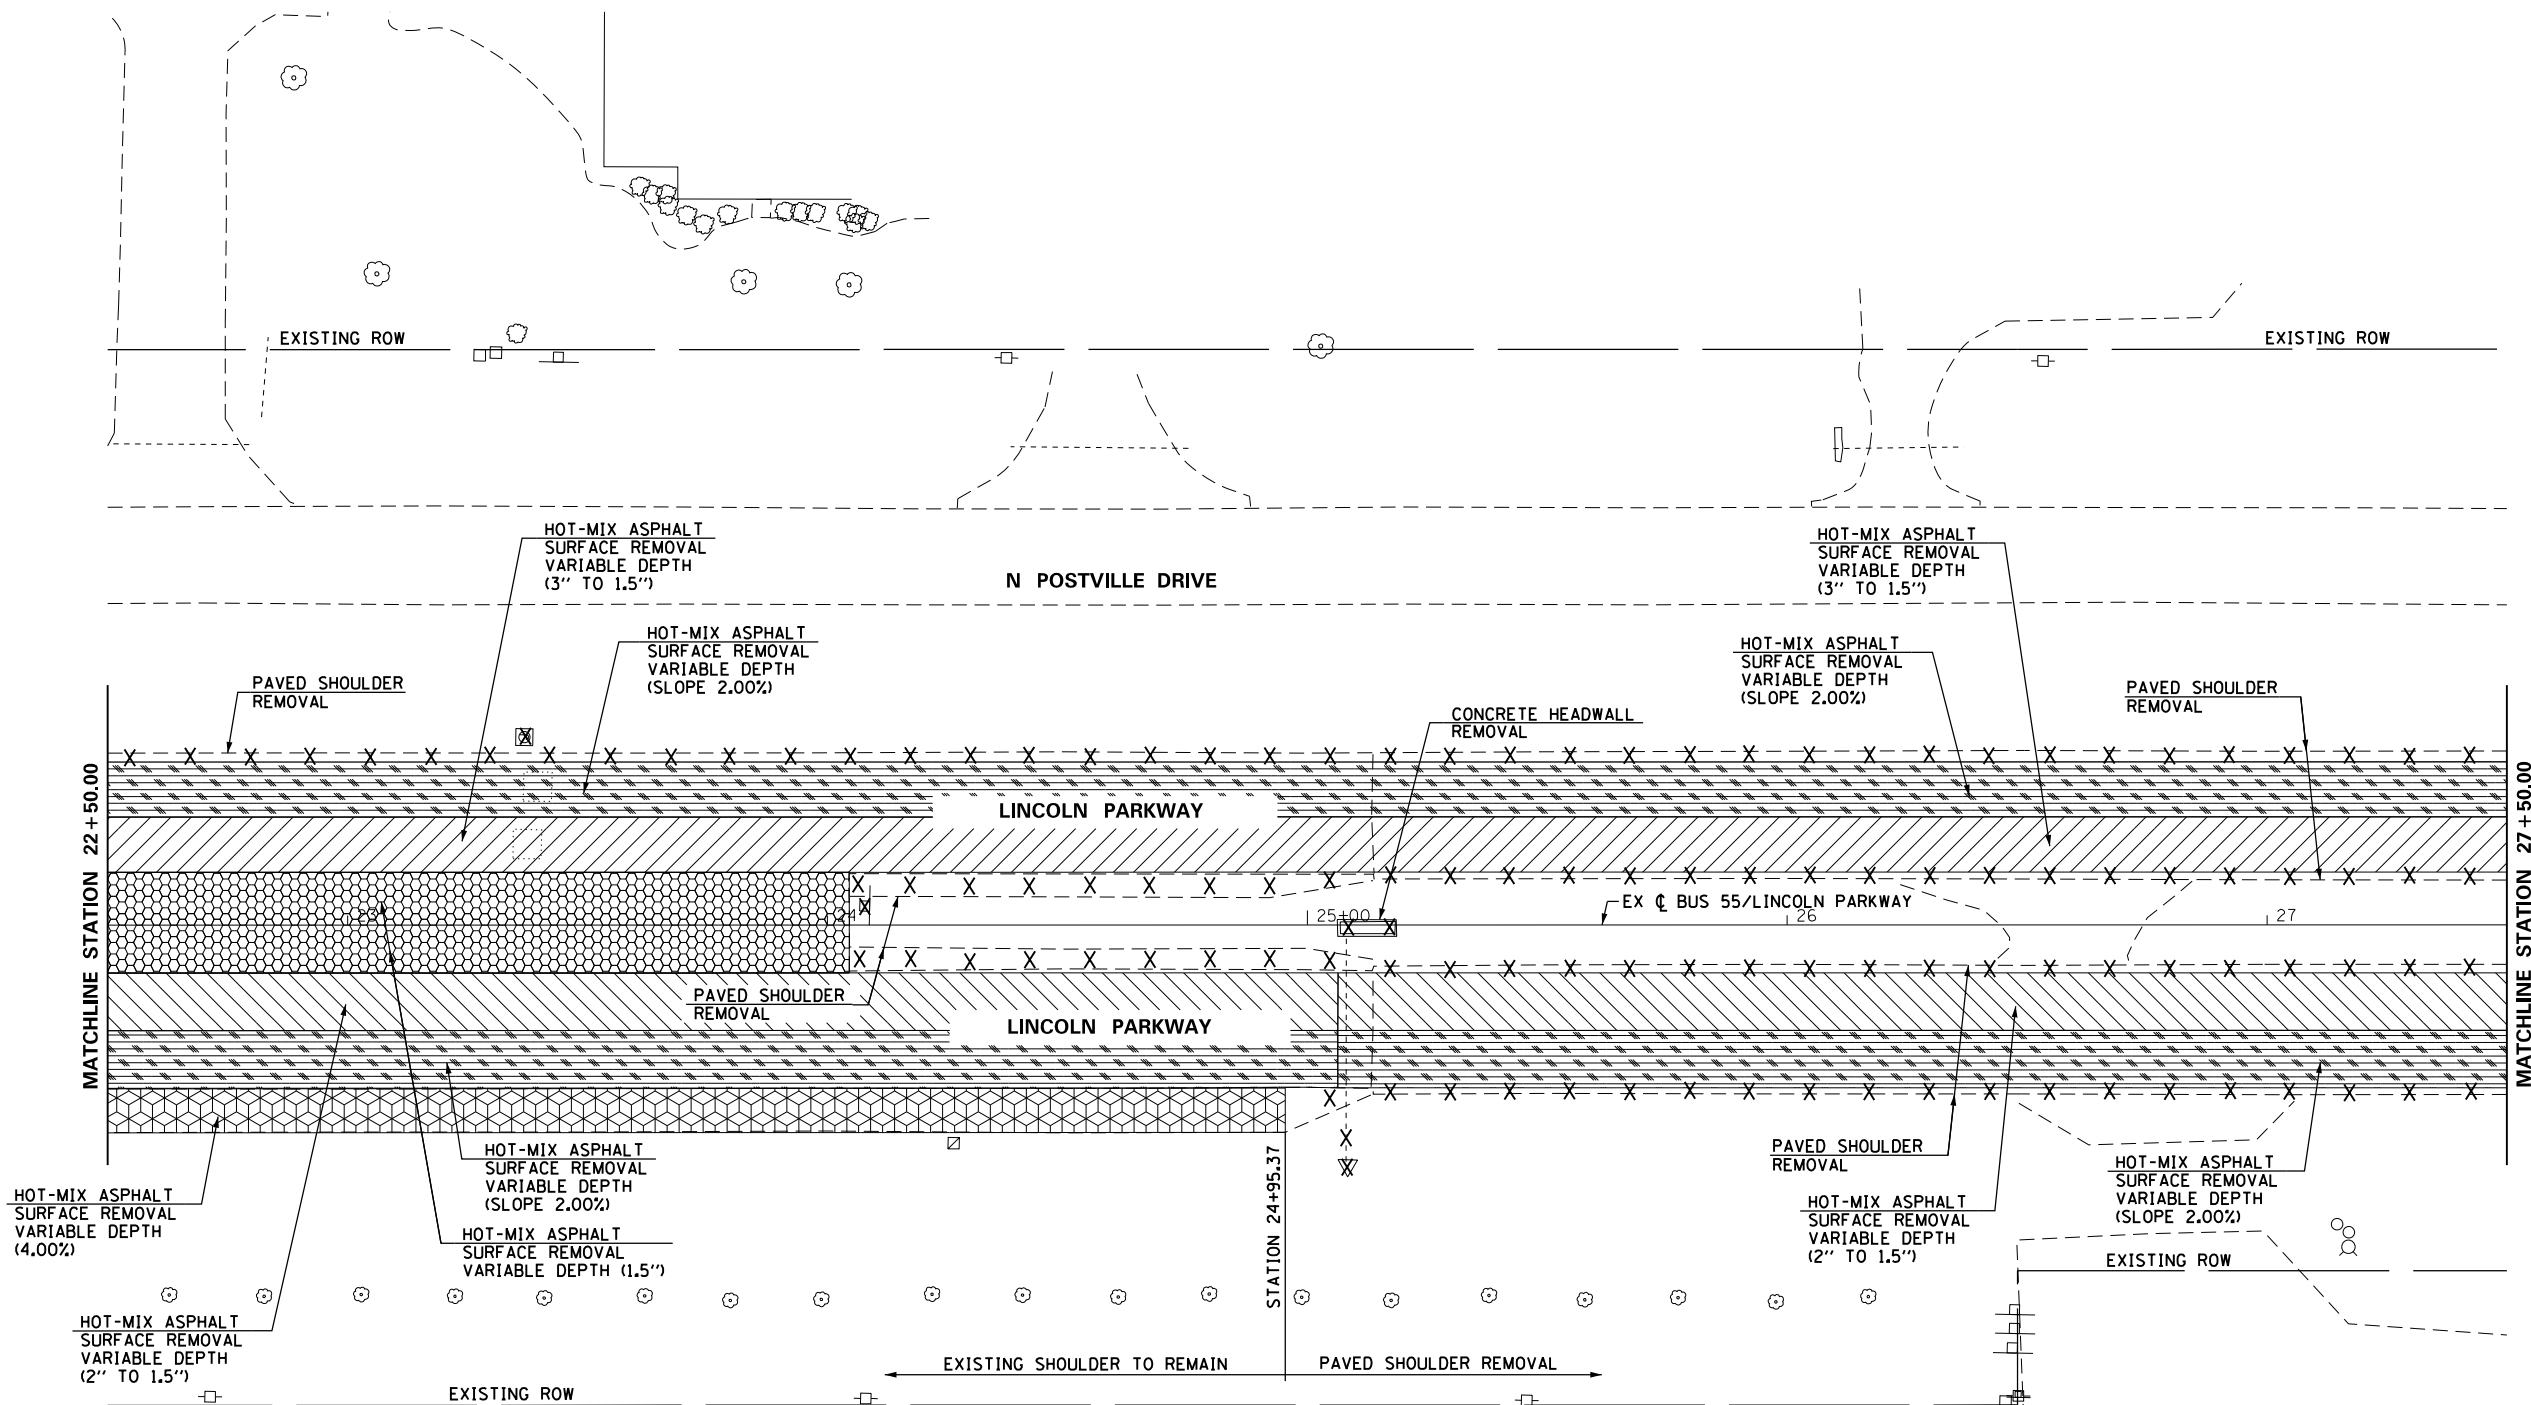 EXISTING ROW
EXISTING ROW
HOT-MIX ASPHALT
SURFACE REMOVAL
VARIABLE DEPTH
(3'' TO 1.5'')
HOT-MIX ASPHALT
SURFACE REMOVAL
VARIABLE DEPTH
(3'' TO 1.5'')
N POSTVILLE DRIVE
HOT-MIX ASPHALT
SURFACE REMOVAL
VARIABLE DEPTH
(SLOPE 2.00%)
HOT-MIX ASPHALT
SURFACE REMOVAL
VARIABLE DEPTH
(SLOPE 2.00%)
PAVED SHOULDER
REMOVAL
PAVED SHOULDER
REMOVAL
CONCRETE HEADWALL
REMOVAL
MATCHLINE STATION 22+50.00
MATCHLINE STATION 27+50.00
LINCOLN PARKWAY
23
24
25+00
EX ℄ BUS 55/LINCOLN PARKWAY
26
27
PAVED SHOULDER
REMOVAL
LINCOLN PARKWAY
HOT-MIX ASPHALT
SURFACE REMOVAL
VARIABLE DEPTH
(SLOPE 2.00%)
PAVED SHOULDER
REMOVAL
HOT-MIX ASPHALT
SURFACE REMOVAL
VARIABLE DEPTH
(SLOPE 2.00%)
HOT-MIX ASPHALT
SURFACE REMOVAL
VARIABLE DEPTH
(4.00%)
HOT-MIX ASPHALT
SURFACE REMOVAL
VARIABLE DEPTH (1.5'')
STATION 24+95.37
HOT-MIX ASPHALT
SURFACE REMOVAL
VARIABLE DEPTH
(2'' TO 1.5'')
EXISTING ROW
HOT-MIX ASPHALT
SURFACE REMOVAL
VARIABLE DEPTH
(2'' TO 1.5'')
EXISTING SHOULDER TO REMAIN
PAVED SHOULDER REMOVAL
EXISTING ROW